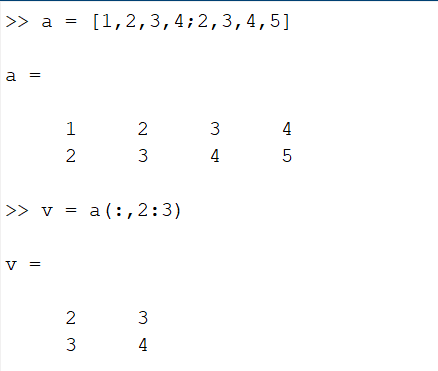 >> a = [1,2,3,4;2,3,4,5]
a =
1 2 3 4
2 3 4 5
>> v = a(:,2:3)
v =
2 3
3 4